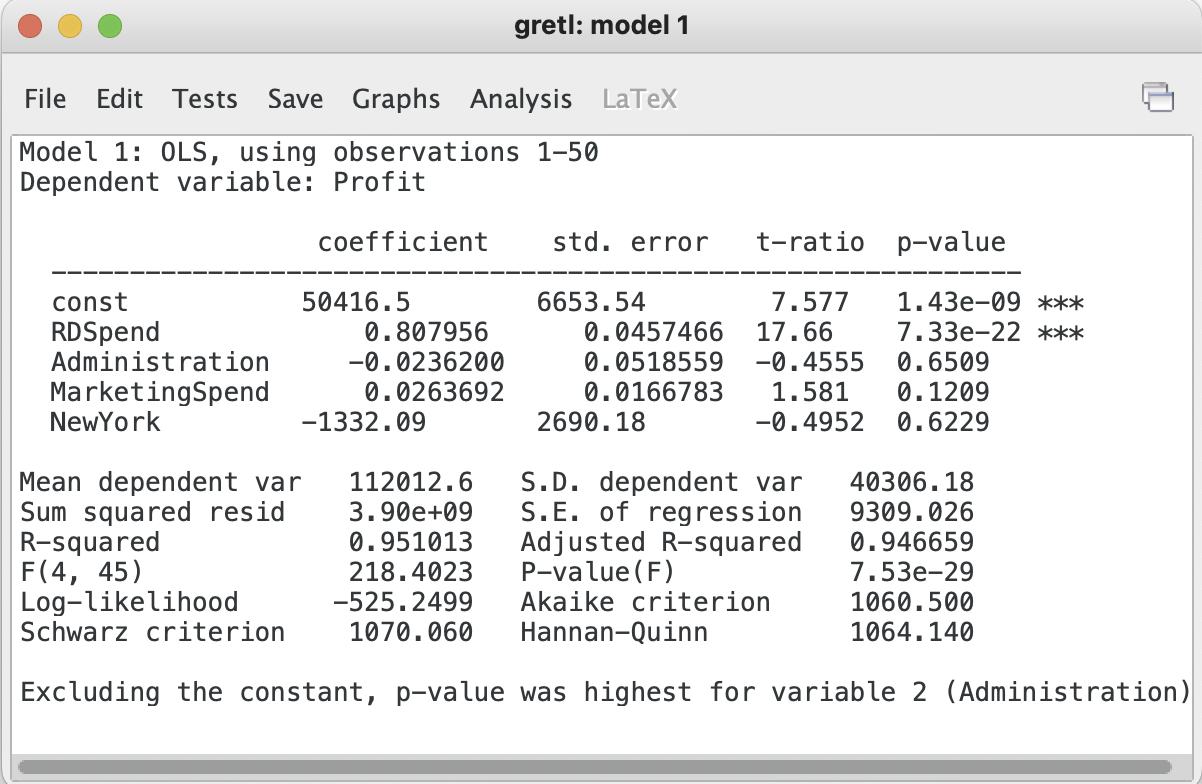 gretl: model 1
File Edit Tests Save Graphs Analysis LaTeX
Model 1: OLS, using observations 1-50
Dependent variable: Profit
coefficient std. error t-ratio p-value
-------------------------------------------------------------
const 50416.5 6653.54 7.577 1.43e-09 ***
RDSpend 0.807956 0.0457466 17.66 7.33e-22 ***
Administration -0.0236200 0.0518559 -0.4555 0.6509
MarketingSpend 0.0263692 0.0166783 1.581 0.1209
NewYork -1332.09 2690.18 -0.4952 0.6229
Mean dependent var 112012.6 S.D. dependent var 40306.18
Sum squared resid 3.90e+09 S.E. of regression 9309.026
R-squared 0.951013 Adjusted R-squared 0.946659
F(4, 45) 218.4023 P-value(F) 7.53e-29
Log-likelihood -525.2499 Akaike criterion 1060.500
Schwarz criterion 1070.060 Hannan-Quinn 1064.140
Excluding the constant, p-value was highest for variable 2 (Administration)